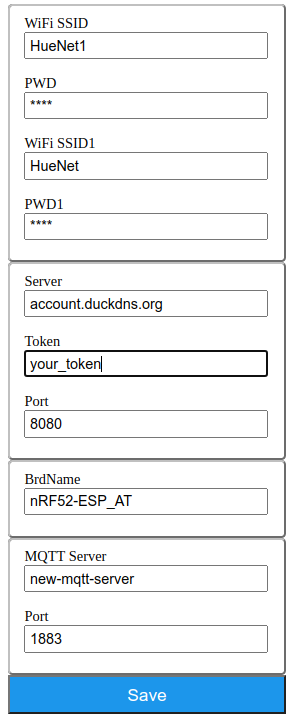 WiFi SSID
HueNet1
PWD
****
WiFi SSID1
HueNet
PWD1
****
Server
account.duckdns.org
Token
your_token
Port
8080
BrdName
nRF52-ESP_AT
MQTT Server
new-mqtt-server
Port
1883
Save